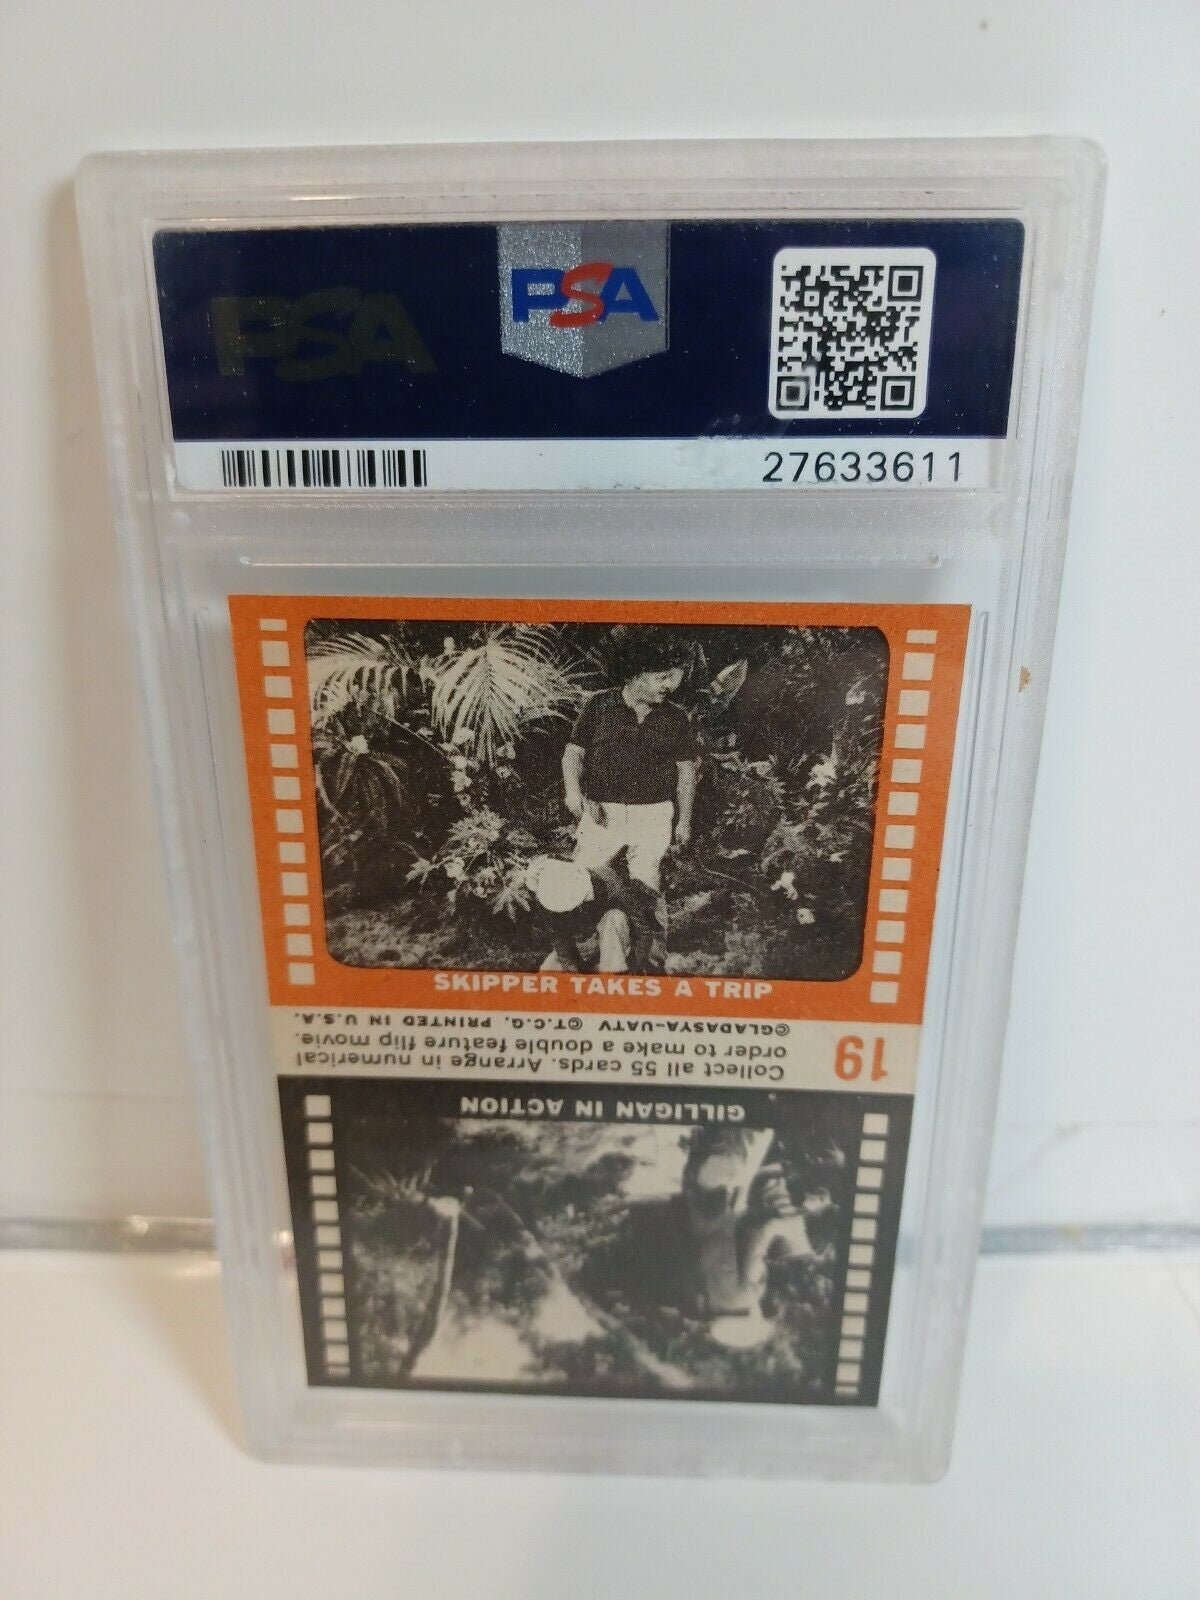 PSA
PSA
27633611
SKIPPER TAKES A TRIP
19
Collect all 55 cards. Arrange in numerical
order to make a double feature flip movie.
©GLADASYA-UATV ©T.C.G. PRINTED IN U.S.A.
GILLIGAN IN ACTION